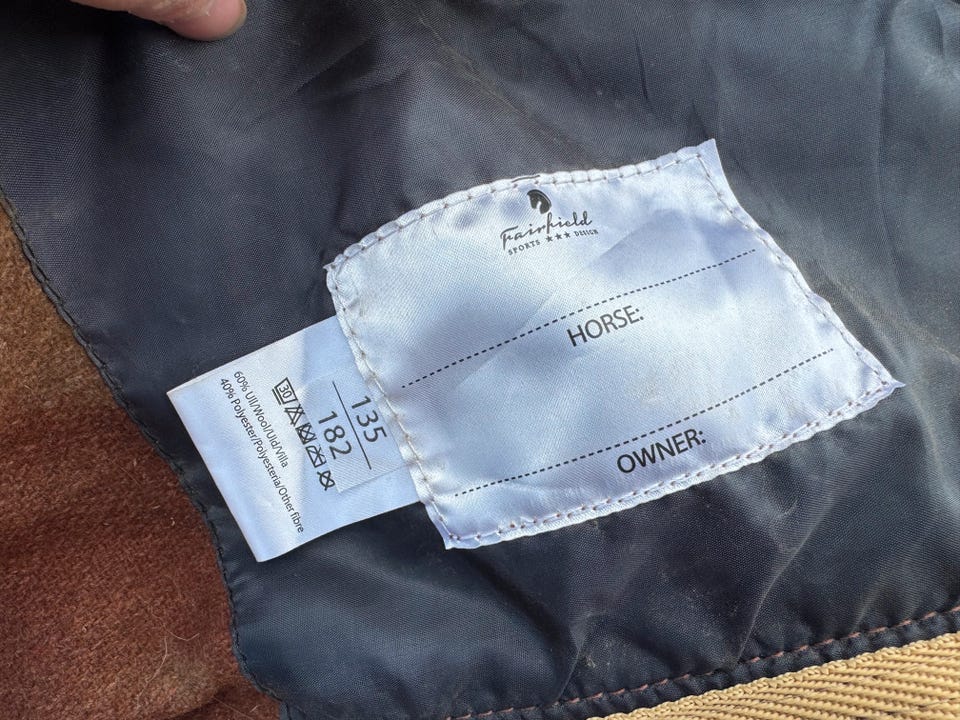 Fairfield
SPORTS ★★★ DESIGN
HORSE:
OWNER:
135
182
30
60% Ull/Wool/Uld/Villa
40% Polyester/Polyesteria/Other fibre